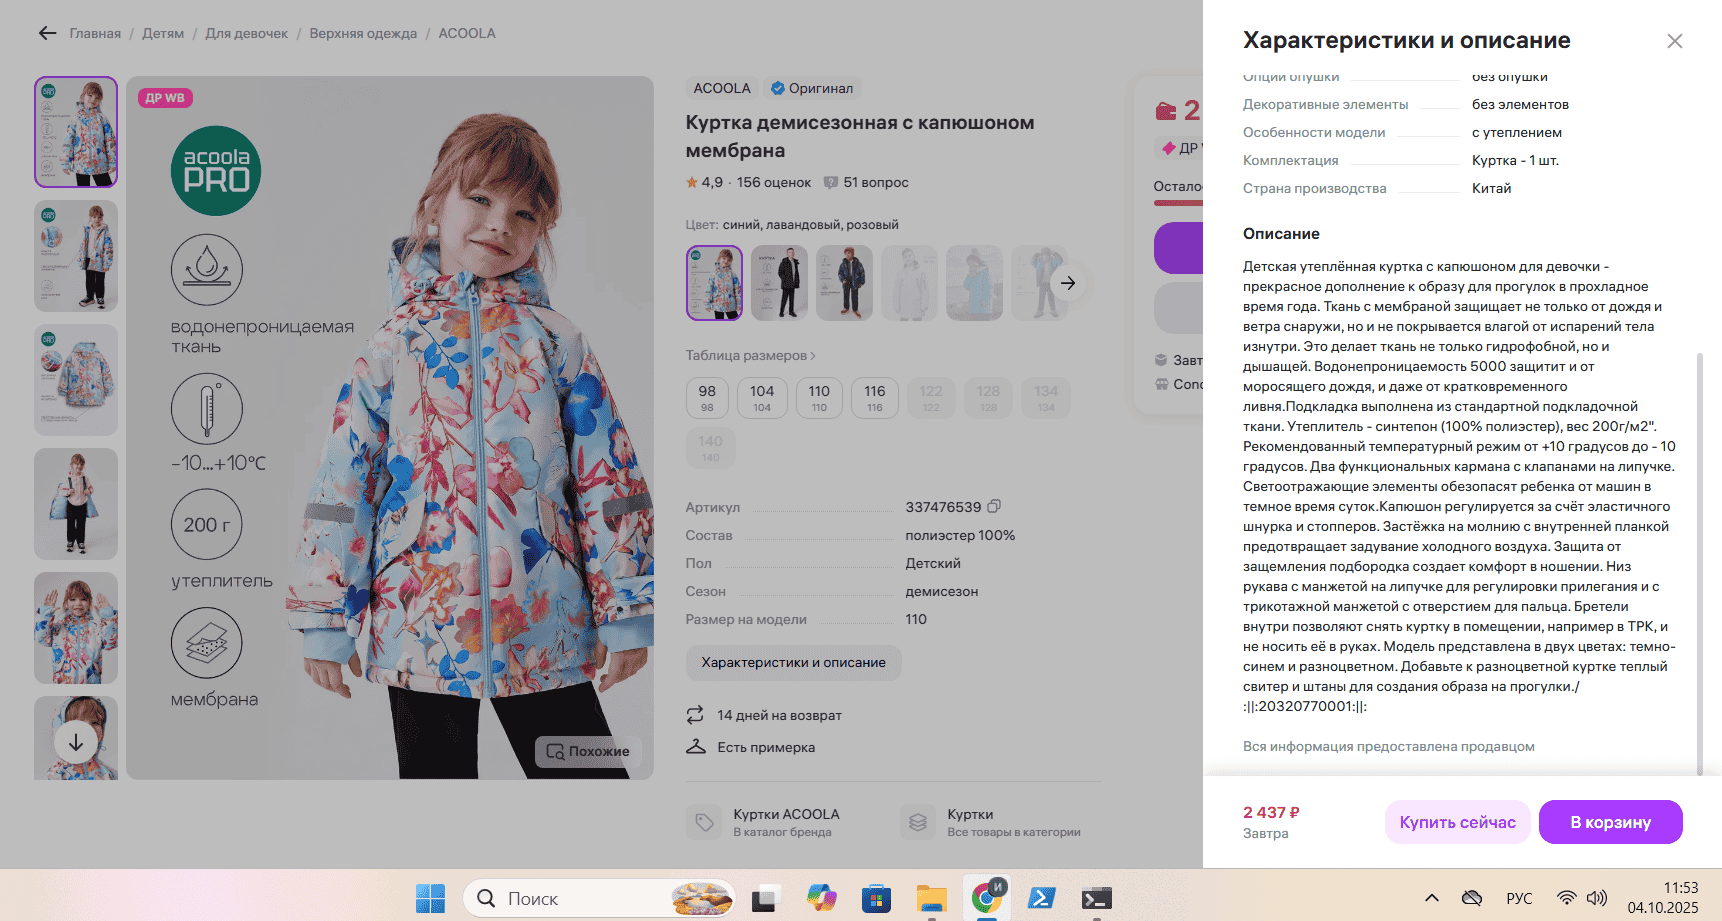 Главная / Детям / Для девочек / Верхняя одежда / ACOOLA
ДР WB
acoola
PRO
водонепроницаемая
ткань
-10...+10°C
200 г
утеплитель
мембрана
Похожие
ACOOLA
Оригинал
Куртка демисезонная с капюшоном
мембрана
4,9 · 156 оценок
51 вопрос
Цвет: синий, лавандовый, розовый
Таблица размеров
98 104 110 116 122 128 134
98 104 110 116 122 128 134
140
140
Артикул 337476539
Состав полиэстер 100%
Пол Детский
Сезон демисезон
Размер на модели 110
Характеристики и описание
14 дней на возврат
Есть примерка
Куртки ACOOLA
В каталог бренда
Куртки
Все товары в категории
2
ДР
Характеристики и описание
Опции опушки без опушки
Декоративные элементы без элементов
Особенности модели с утеплением
Комплектация Куртка - 1 шт.
Страна производства Китай
Описание
Детская утеплённая куртка с капюшоном для девочки -
прекрасное дополнение к образу для прогулок в прохладное
время года. Ткань с мембраной защищает не только от дождя и
ветра снаружи, но и не покрывается влагой от испарений тела
изнутри. Это делает ткань не только гидрофобной, но и
дышащей. Водонепроницаемость 5000 защитит и от
моросящего дождя, и даже от кратковременного
ливня.Подкладка выполнена из стандартной подкладочной
ткани. Утеплитель - синтепон (100% полиэстер), вес 200г/м2".
Рекомендованный температурный режим от +10 градусов до - 10
градусов. Два функциональных кармана с клапанами на липучке.
Светоотражающие элементы обезопасят ребенка от машин в
темное время суток.Капюшон регулируется за счёт эластичного
шнурка и стопперов. Застёжка на молнию с внутренней планкой
предотвращает задувание холодного воздуха. Защита от
защемления подбородка создает комфорт в ношении. Низ
рукава с манжетой на липучке для регулировки прилегания и с
трикотажной манжетой с отверстием для пальца. Бретели
внутри позволяют снять куртку в помещении, например в ТРК, и
не носить её в руках. Модель представлена в двух цветах: темно-
синем и разноцветном. Добавьте к разноцветной куртке теплый
свитер и штаны для создания образа на прогулки./
:||:20320770001:||:
Вся информация предоставлена продавцом
2 437 ₽
Завтра
Купить сейчас
В корзину
Поиск
И
РУС
11:53
04.10.2025